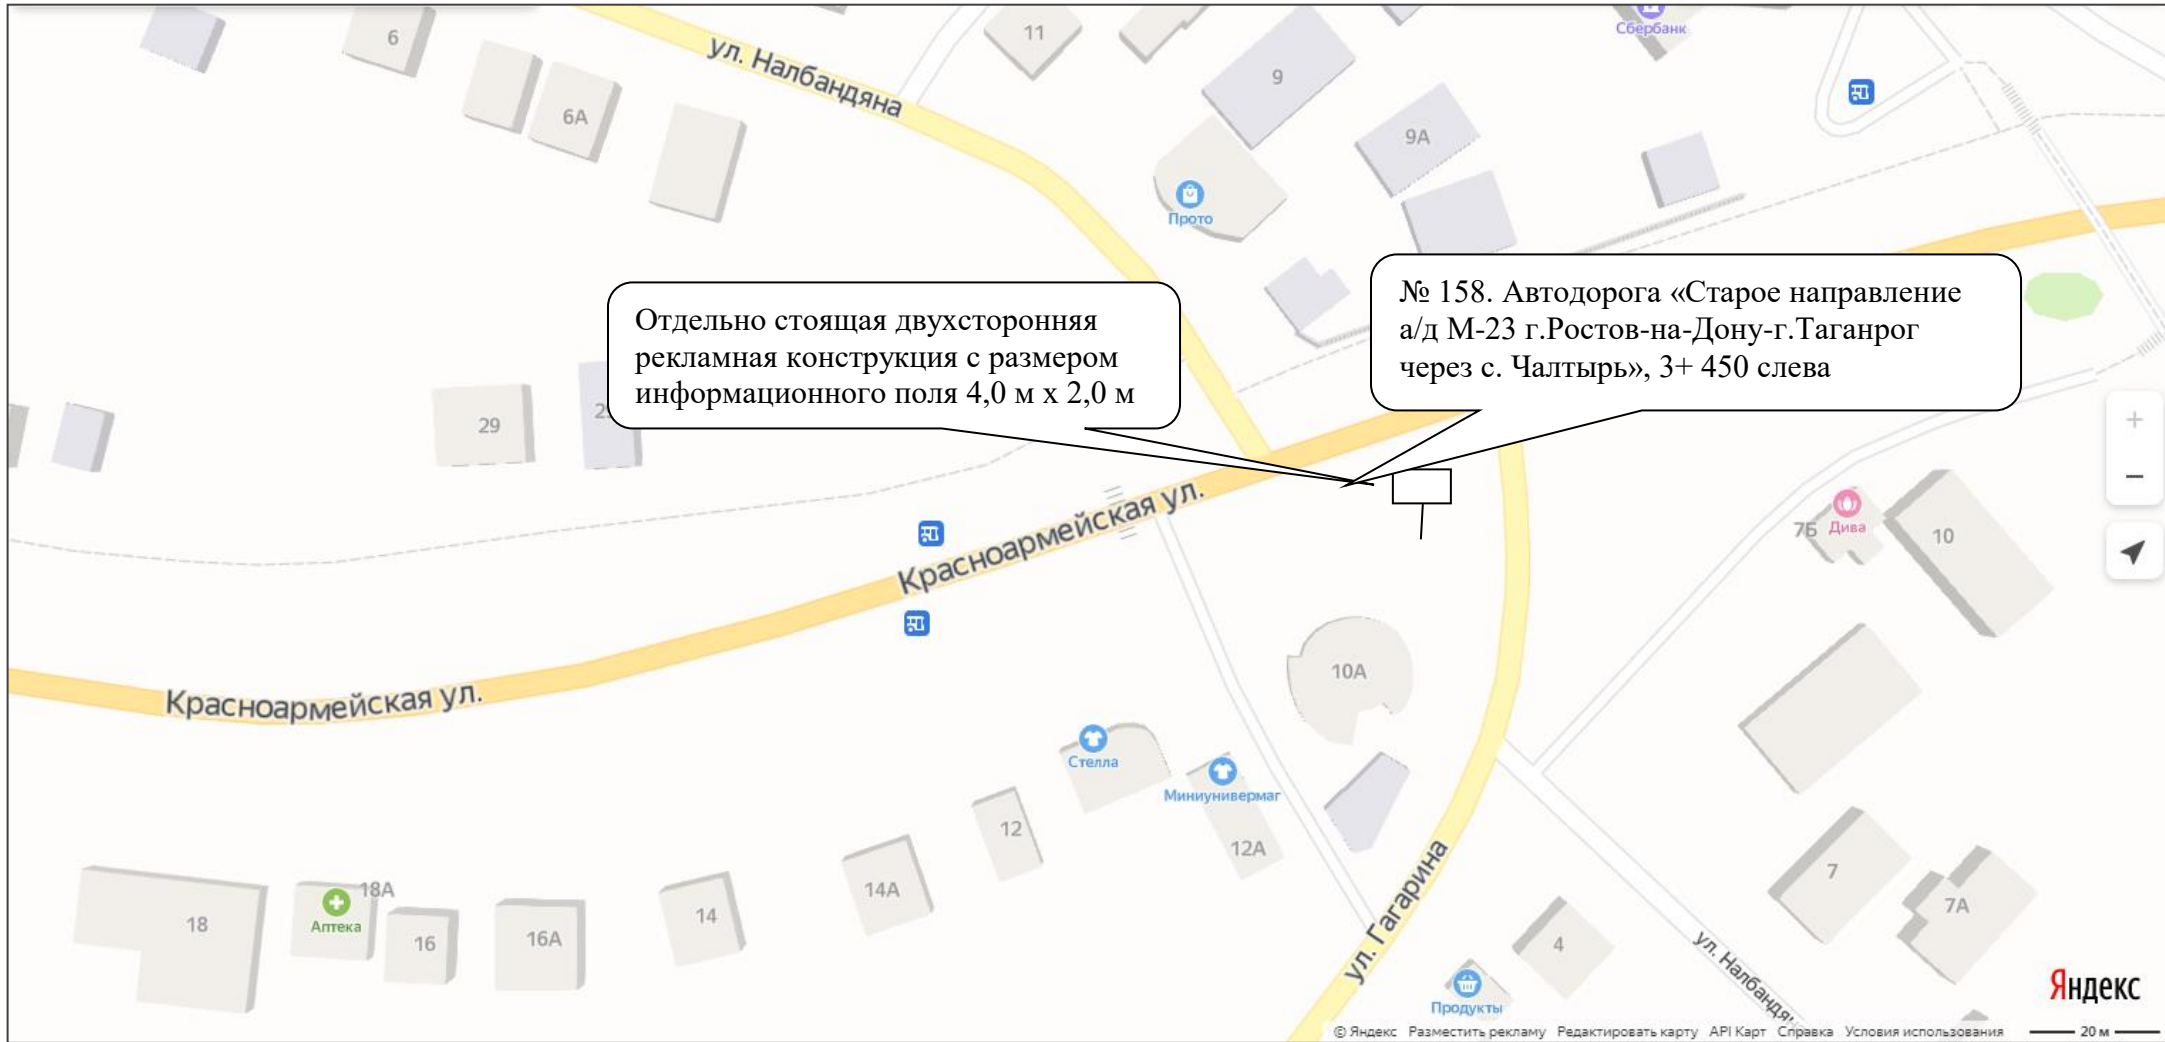 6
11
Сбербанк
ул. Налбандяна
9
6А
9А
Прото
Отдельно стоящая двухсторонняя
рекламная конструкция с размером
информационного поля 4,0 м х 2,0 м
№ 158. Автодорога «Старое направление
а/д М-23 г.Ростов-на-Дону-г.Таганрог
через с. Чалтырь», 3+ 450 слева
29
Красноармейская ул.
7Б
Дива
10
10А
Красноармейская ул.
Стелла
Миниунивермаг
12
12А
14А
14
18А
Аптека
18
16
16А
ул. Гагарина
7
7А
4
ул. Налбандя
Продукты
Яндекс
© Яндекс Разместить рекламу Редактировать карту API Карт Справка Условия использования
20 м